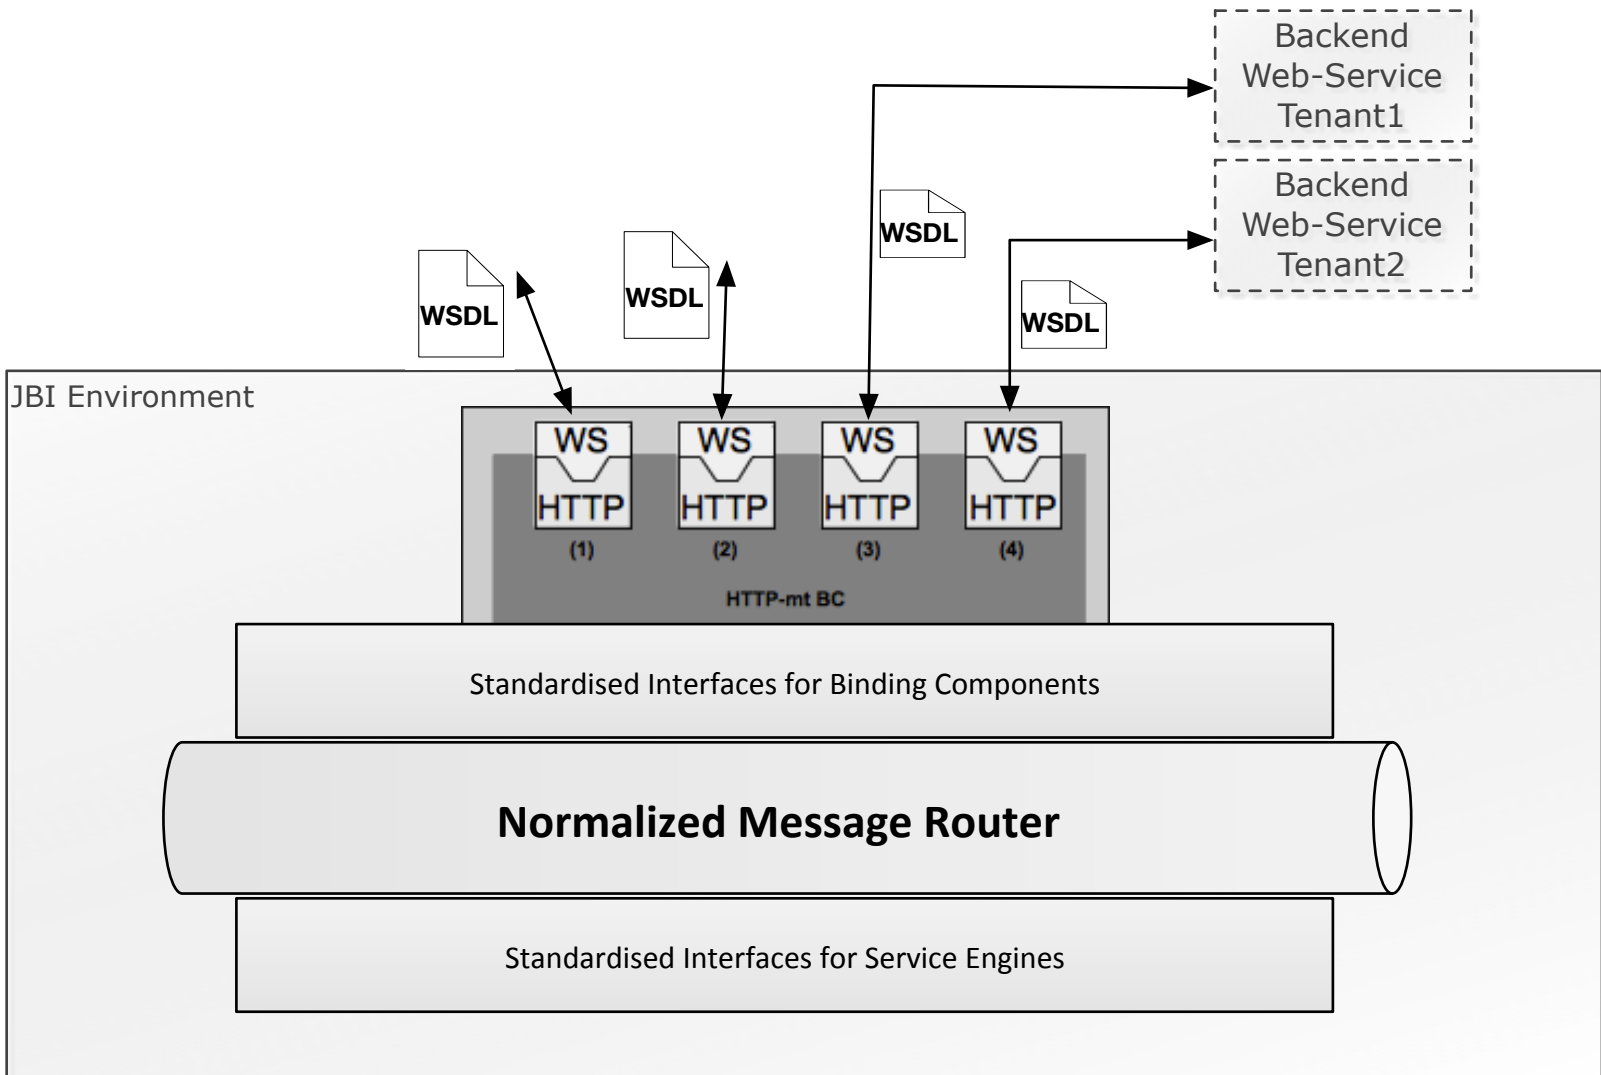 Backend
Web-Service
Tenant1
Backend
Web-Service
Tenant2
WSDL
WSDL
WSDL
WSDL
JBI Environment
WS WS WS WS
HTTP HTTP HTTP HTTP
(1) (2) (3) (4)
HTTP-mt BC
Standardised Interfaces for Binding Components
Normalized Message Router
Standardised Interfaces for Service Engines